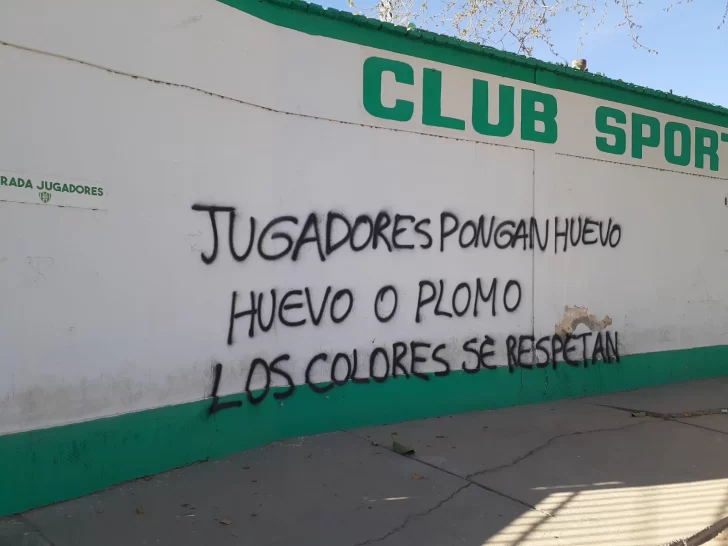 CLUB SPORT
RADA JUGADORES
JUGADORES PONGAN HUEVO
HUEVO O PLOMO
LOS COLORES SE RESPETAN